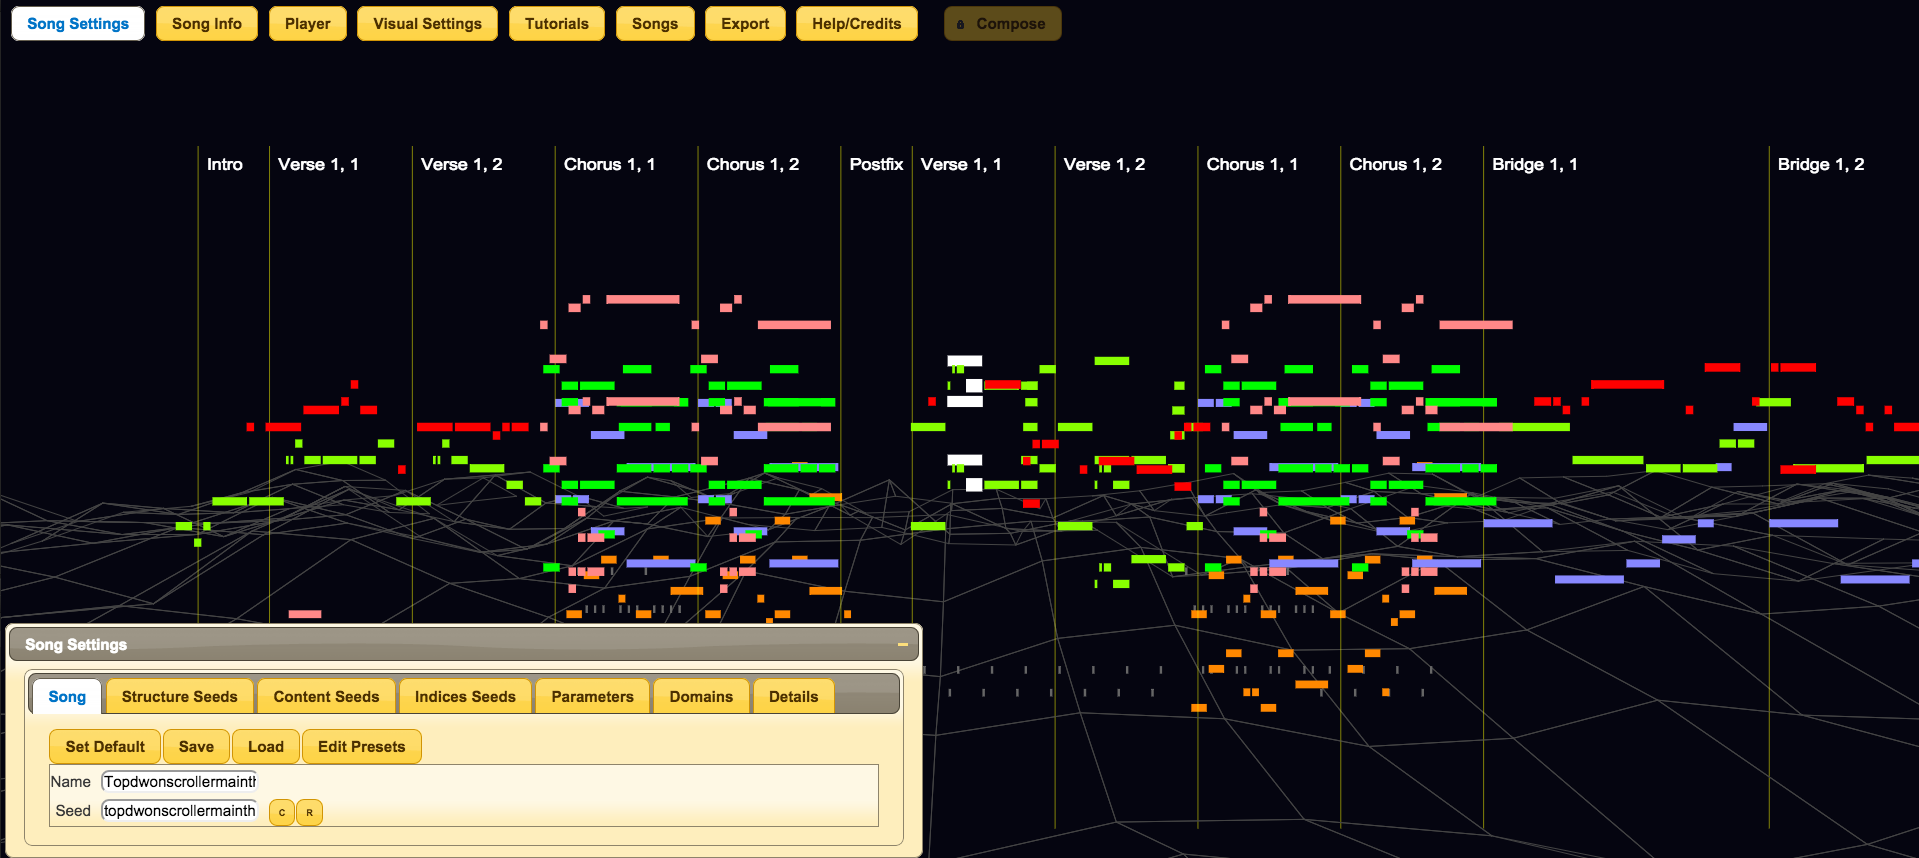 Song Settings Song Info Player Visual Settings Tutorials Songs Export Help/Credits Compose
Intro Verse 1, 1 Verse 1, 2 Chorus 1, 1 Chorus 1, 2 Postfix Verse 1, 1 Verse 1, 2 Chorus 1, 1 Chorus 1, 2 Bridge 1, 1 Bridge 1, 2
Song Settings
Song Structure Seeds Content Seeds Indices Seeds Parameters Domains Details
Set Default Save Load Edit Presets
Name Topdwonscrollermainth
Seed topdwonscrollermainth C R